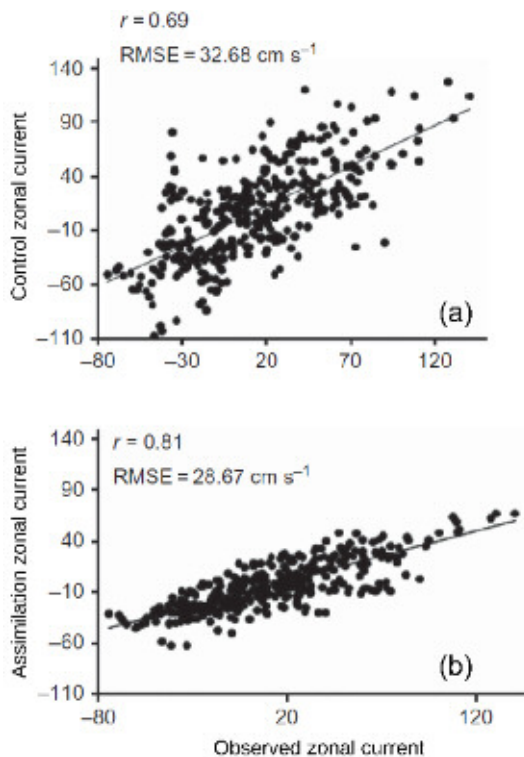 r = 0.69
RMSE = 32.68 cm s⁻¹
140
90
40
−10
−60
−110
Control zonal current
(a)
−80 −30 20 70 120
r = 0.81
RMSE = 28.67 cm s⁻¹
140
90
40
−10
−60
−110
Assimilation zonal current
(b)
−80 20 120
Observed zonal current